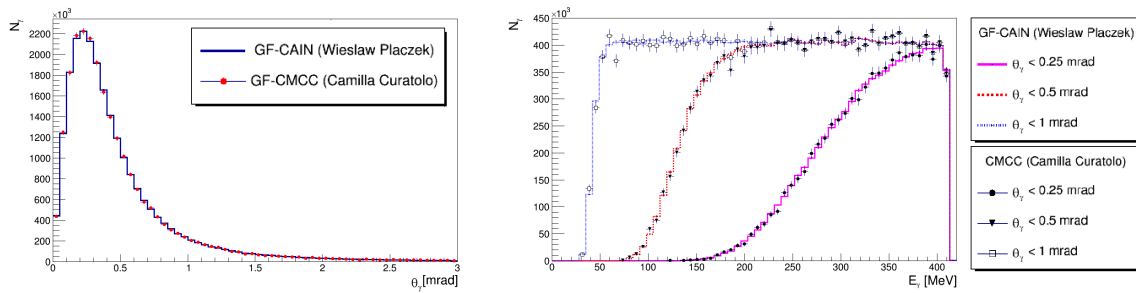 ×10³
N_γ
2200
2000
1800
1600
1400
1200
1000
800
600
400
200
0
0
0.5
1
1.5
2
2.5
3
θ_γ[mrad]
GF-CAIN (Wieslaw Placzek)
GF-CMCC (Camilla Curatolo)
×10³
N_γ
450
400
350
300
250
200
150
100
50
0
0
50
100
150
200
250
300
350
400
E_γ [MeV]
GF-CAIN (Wieslaw Placzek)
θ_γ < 0.25 mrad
θ_γ < 0.5 mrad
θ_γ < 1 mrad
CMCC (Camilla Curatolo)
θ_γ < 0.25 mrad
θ_γ < 0.5 mrad
θ_γ < 1 mrad